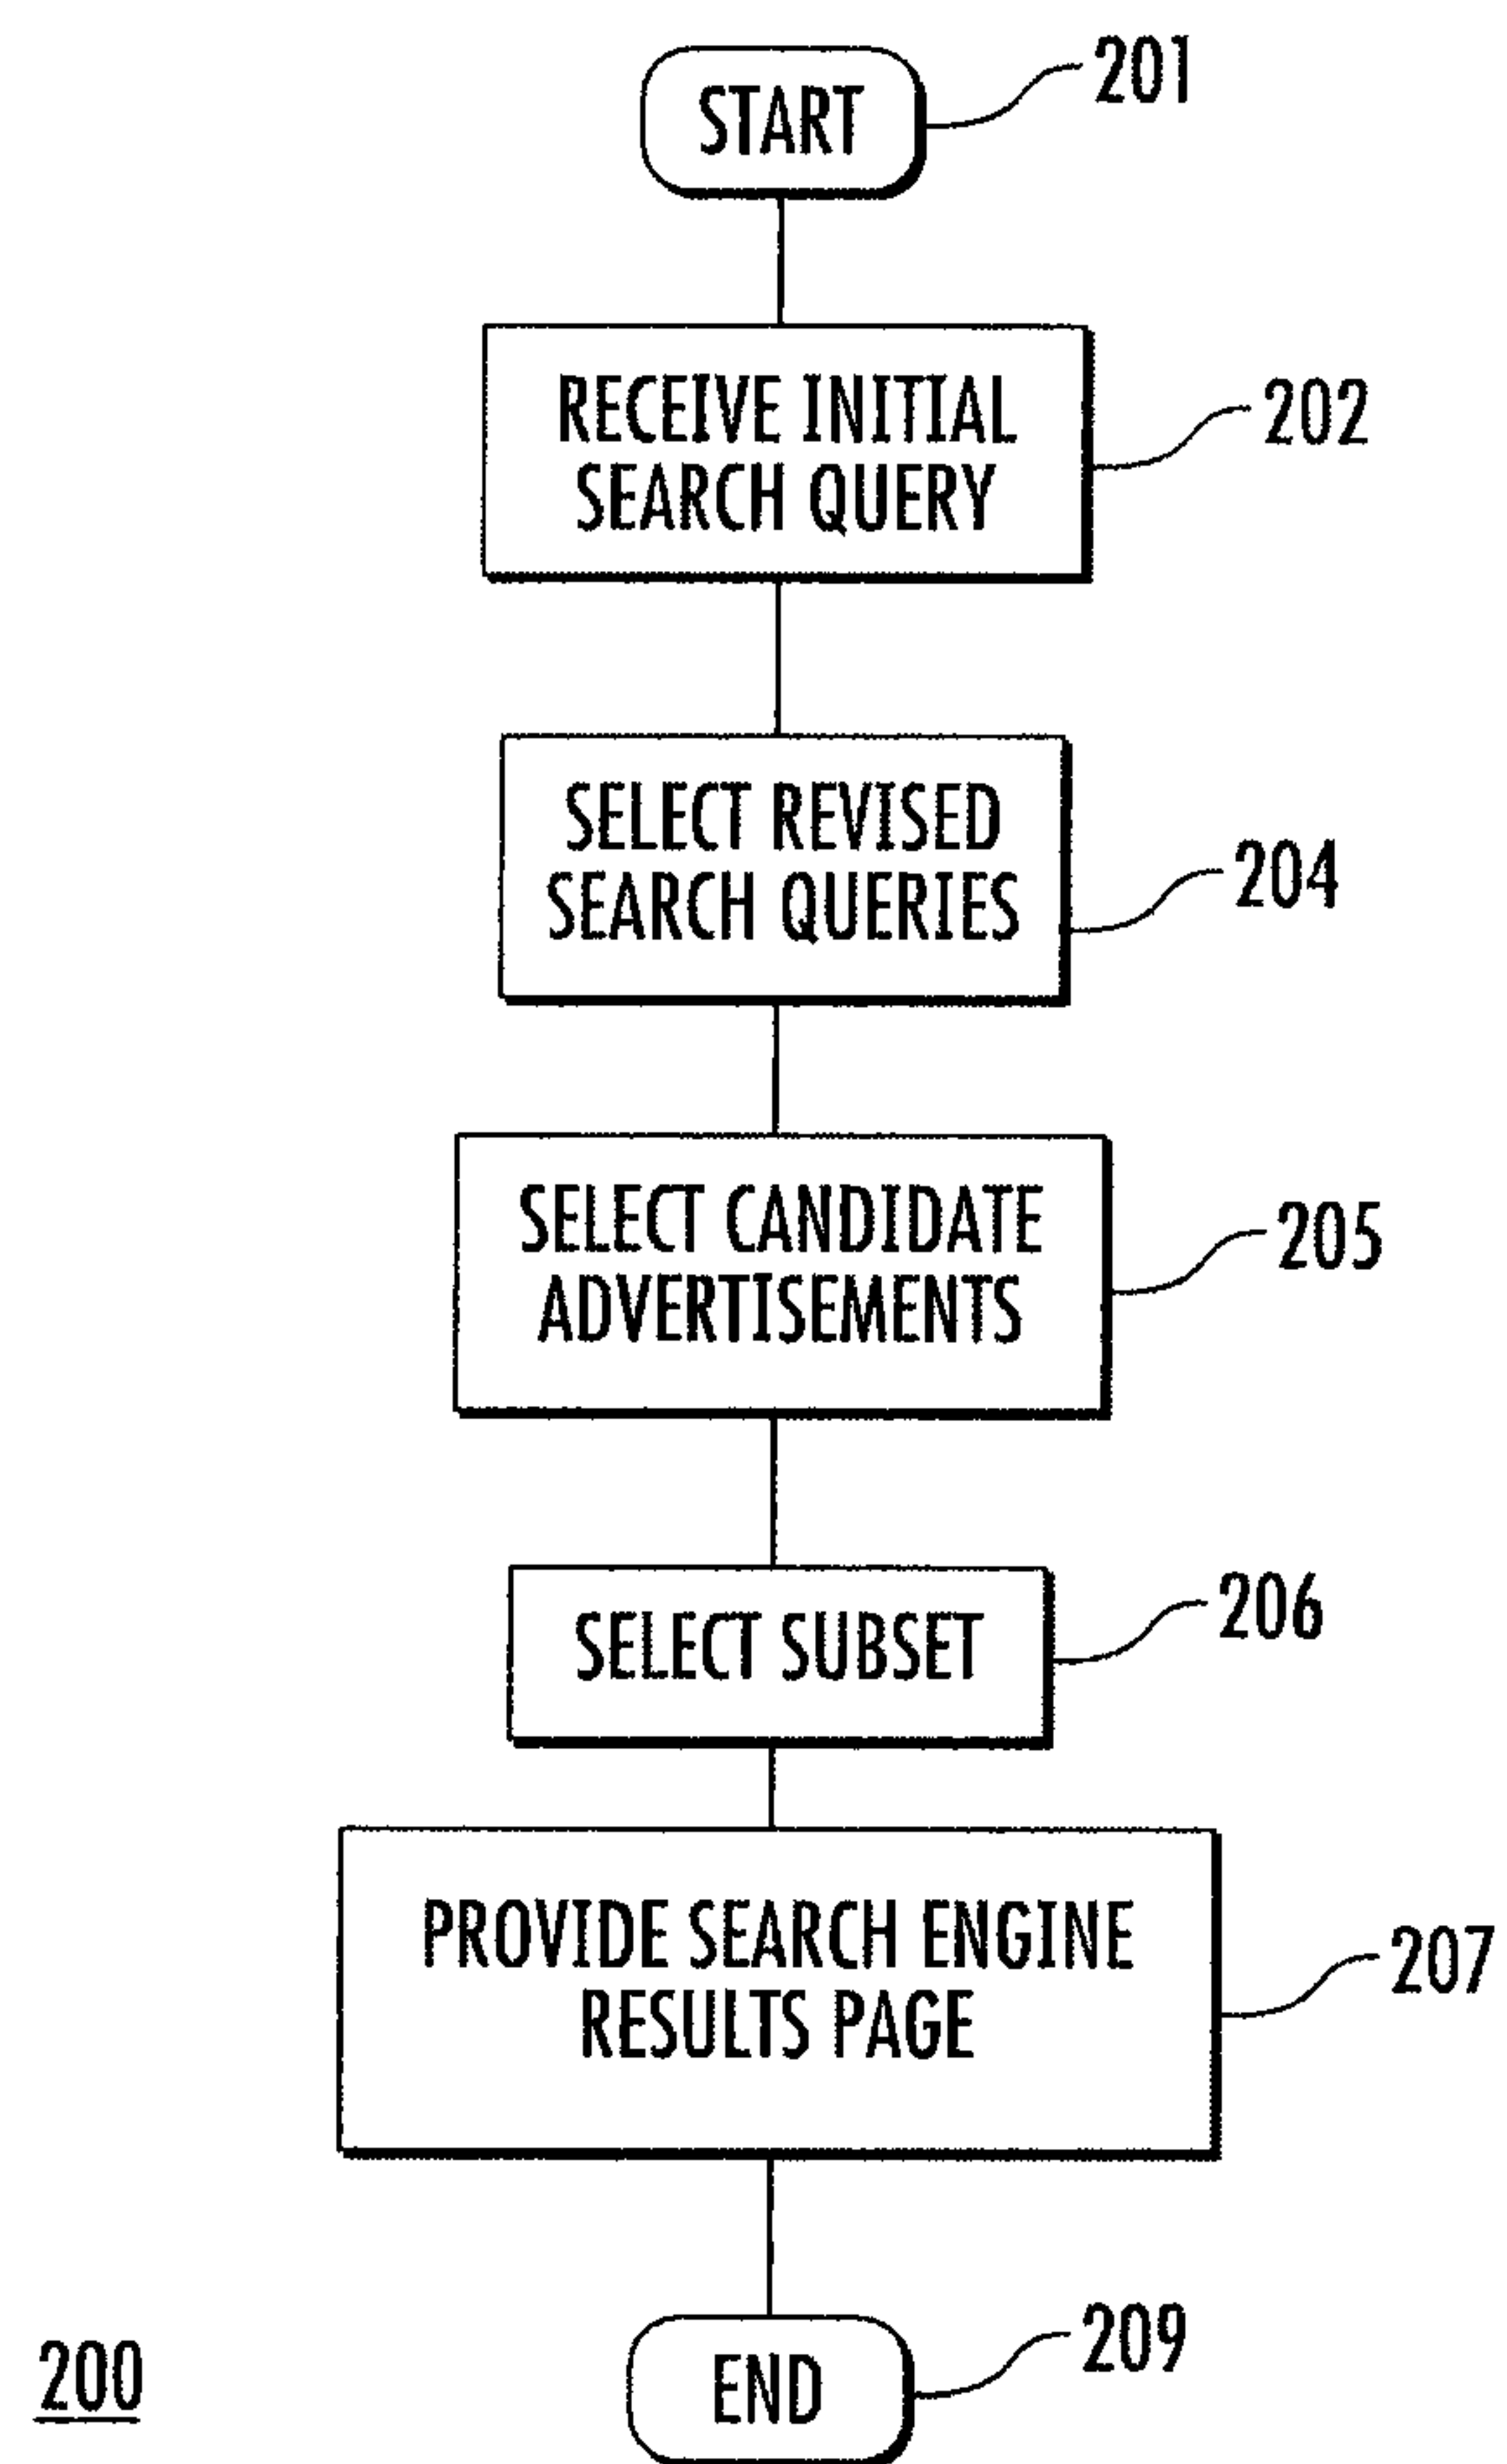 START
201
RECEIVE INITIAL
SEARCH QUERY
202
SELECT REVISED
SEARCH QUERIES
204
SELECT CANDIDATE
ADVERTISEMENTS
205
SELECT SUBSET
206
PROVIDE SEARCH ENGINE
RESULTS PAGE
207
END
209
200